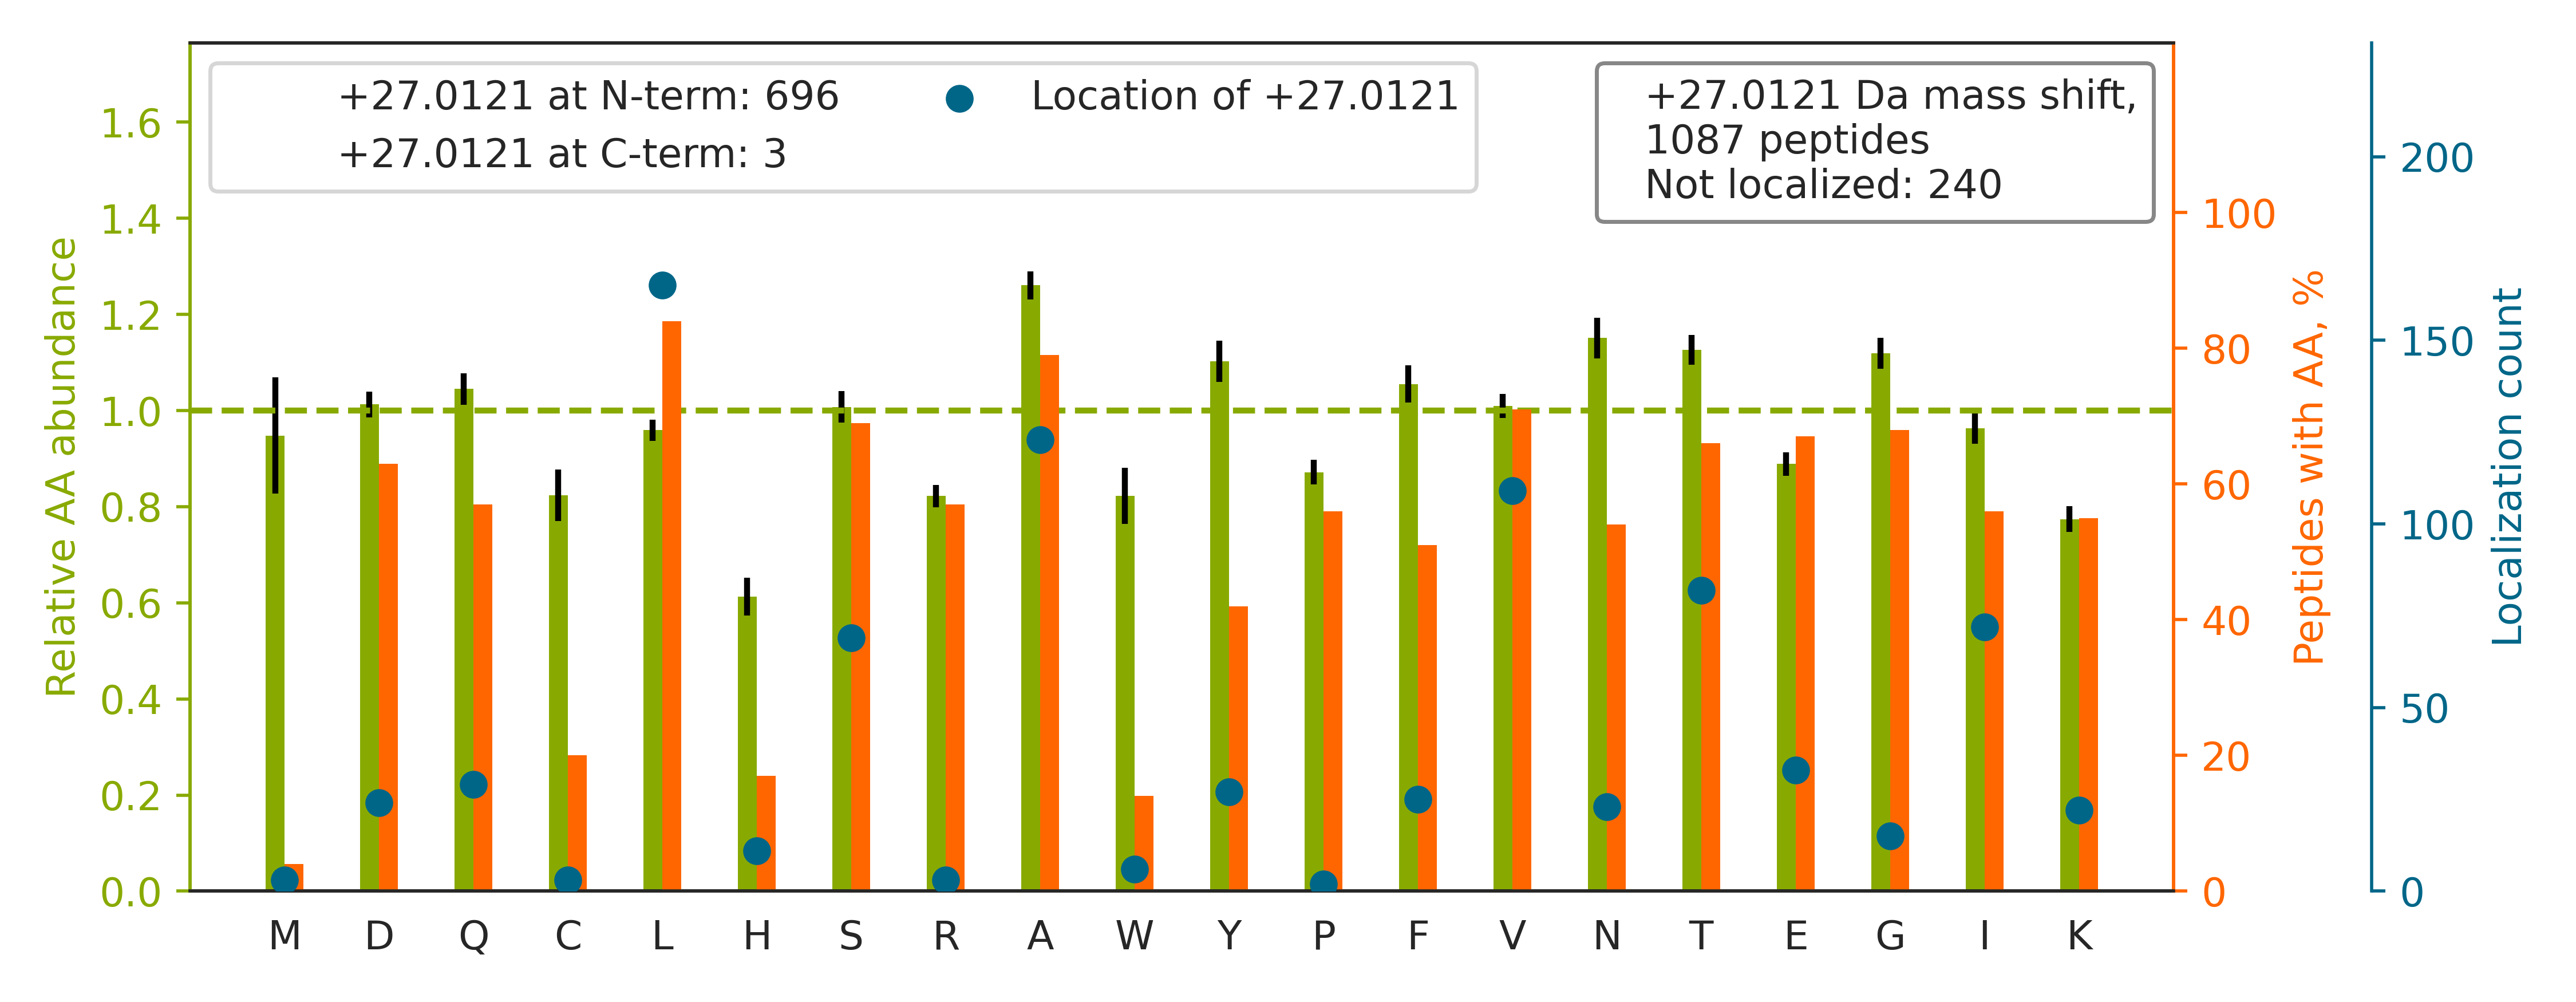 +27.0121 at N-term: 696
+27.0121 at C-term: 3
Location of +27.0121
+27.0121 Da mass shift,
1087 peptides
Not localized: 240
Relative AA abundance
1.6
1.4
1.2
1.0
0.8
0.6
0.4
0.2
0.0
M D Q C L H S R A W Y P F V N T E G I K
100
80
60
40
20
0
Peptides with AA, %
200
150
100
50
0
Localization count